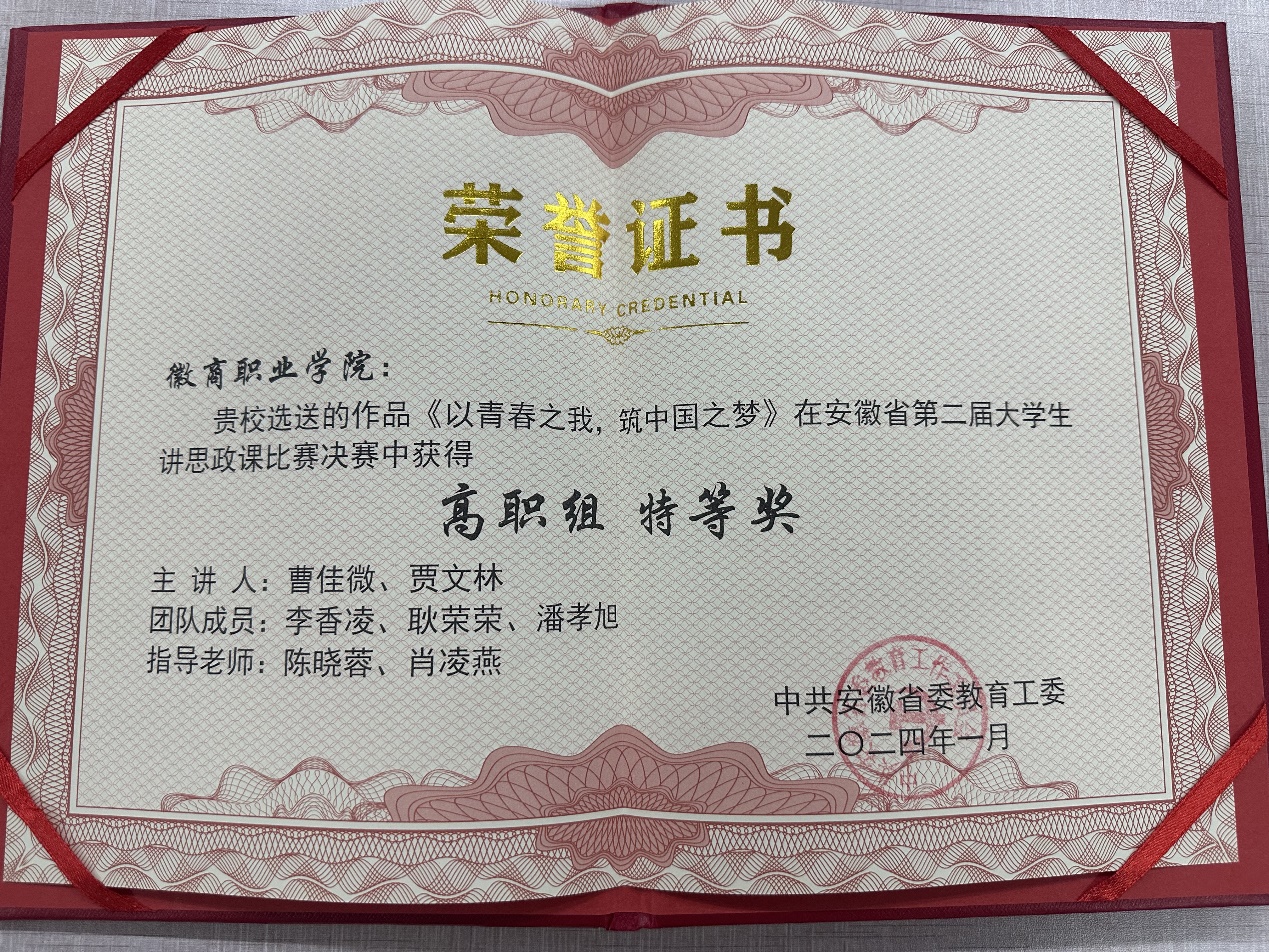 荣誉证书
HONORARY CREDENTIAL
徽商职业学院：
贵校选送的作品《以青春之我，筑中国之梦》在安徽省第二届大学生
讲思政课比赛决赛中获得
高职组 特等奖
主 讲 人：曹佳微、贾文林
团队成员：李香凌、耿荣荣、潘孝旭
指导老师：陈晓蓉、肖凌燕
中共安徽省委教育工委
二〇二四年一月